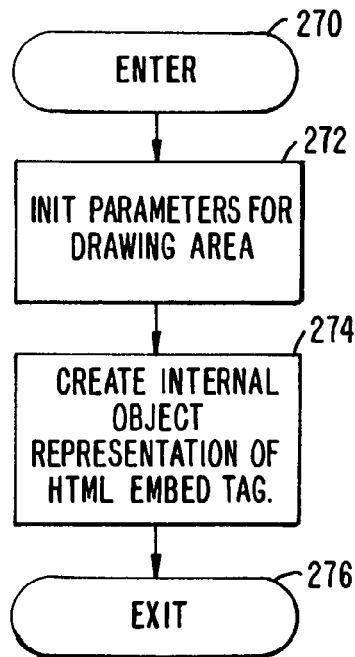 270
ENTER
272
INIT PARAMETERS FOR
DRAWING AREA
274
CREATE INTERNAL
OBJECT
REPRESENTATION OF
HTML EMBED TAG.
276
EXIT